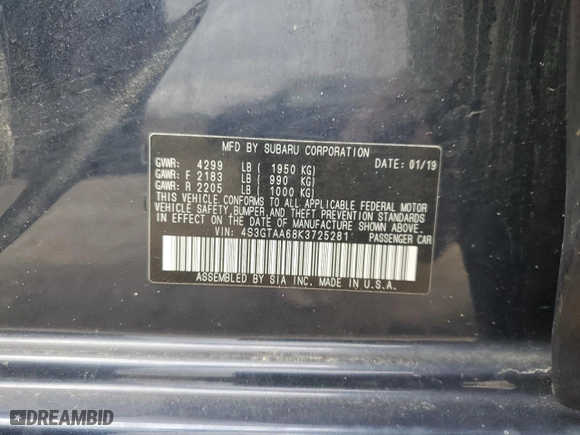 MFD BY SUBARU CORPORATION DATE: 01/19
GVWR: 4299 LB ( 1950 KG)
GAWR: F 2183 LB ( 990 KG)
GAWR: R 2205 LB ( 1000 KG)
THIS VEHICLE CONFORMS TO ALL APPLICABLE FEDERAL MOTOR
VEHICLE SAFETY, BUMPER, AND THEFT PREVENTION STANDARDS
IN EFFECT ON THE DATE OF MANUFACTURE SHOWN ABOVE.
VIN: 4S3GTAA68K3725281 PASSENGER CAR
ASSEMBLED BY SIA INC. MADE IN U.S.A.
DREAMBID